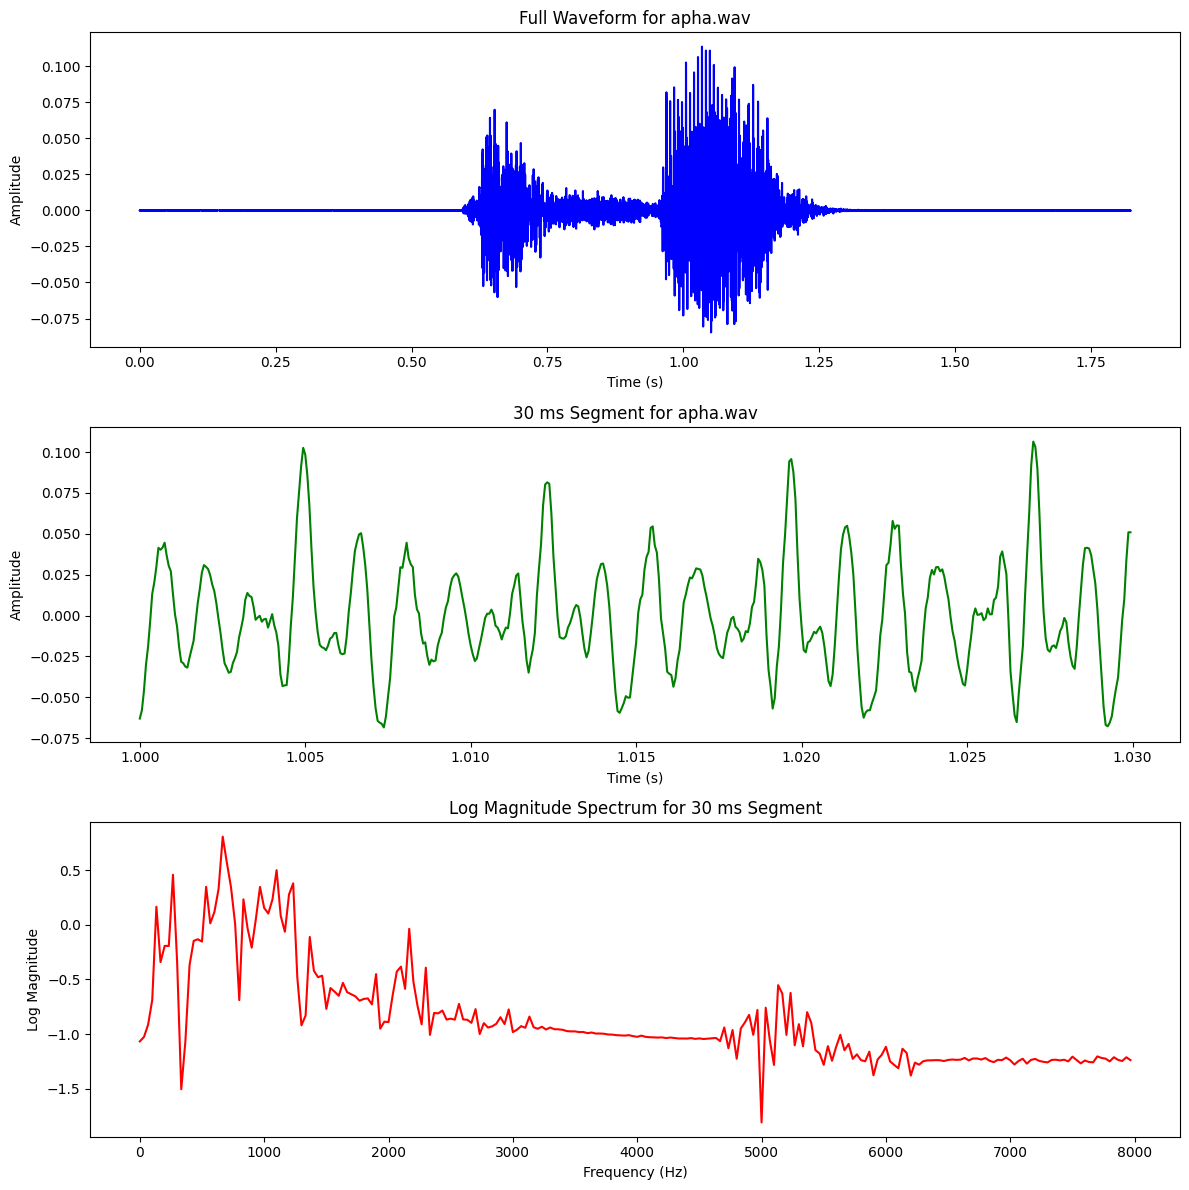 Full Waveform for apha.wav
0.100
0.075
0.050
0.025
0.000
−0.025
−0.050
−0.075
Amplitude
0.00 0.25 0.50 0.75 1.00 1.25 1.50 1.75
Time (s)
30 ms Segment for apha.wav
0.100
0.075
0.050
0.025
0.000
−0.025
−0.050
−0.075
Amplitude
1.000 1.005 1.010 1.015 1.020 1.025 1.030
Time (s)
Log Magnitude Spectrum for 30 ms Segment
0.5
0.0
−0.5
−1.0
−1.5
Log Magnitude
0 1000 2000 3000 4000 5000 6000 7000 8000
Frequency (Hz)